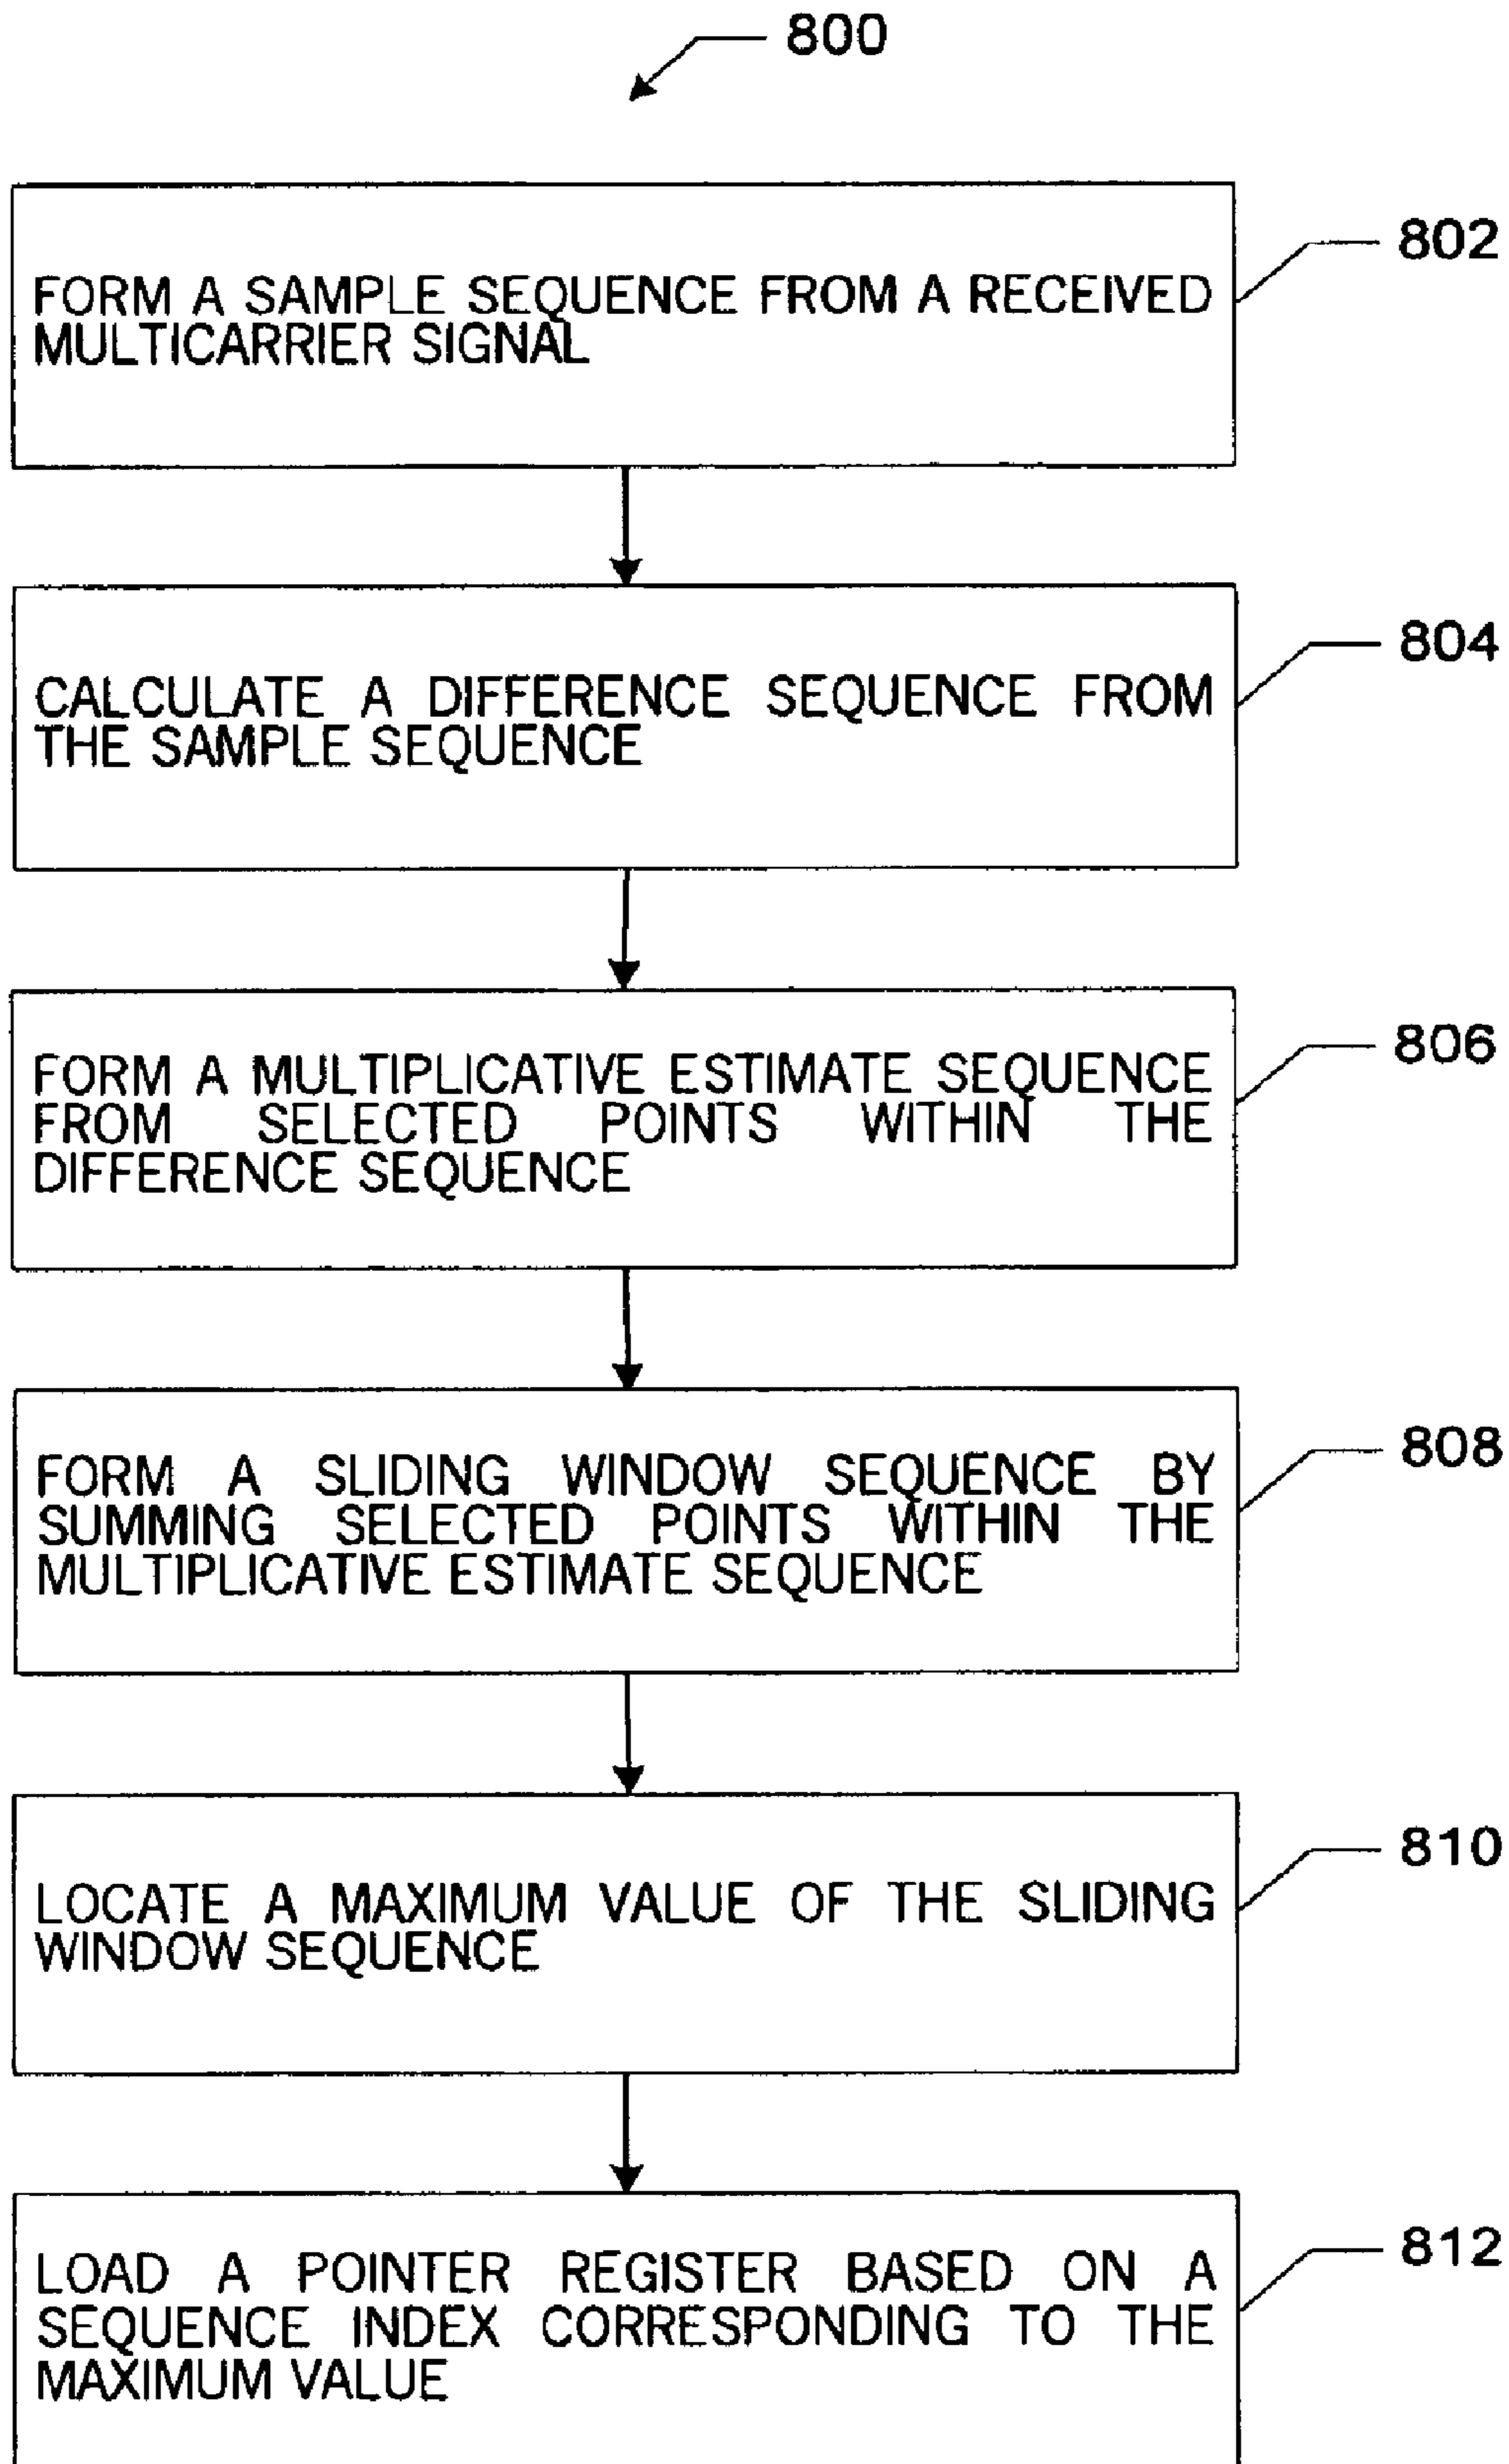 800
802
FORM A SAMPLE SEQUENCE FROM A RECEIVED
MULTICARRIER SIGNAL
804
CALCULATE A DIFFERENCE SEQUENCE FROM
THE SAMPLE SEQUENCE
806
FORM A MULTIPLICATIVE ESTIMATE SEQUENCE
FROM SELECTED POINTS WITHIN THE
DIFFERENCE SEQUENCE
808
FORM A SLIDING WINDOW SEQUENCE BY
SUMMING SELECTED POINTS WITHIN THE
MULTIPLICATIVE ESTIMATE SEQUENCE
810
LOCATE A MAXIMUM VALUE OF THE SLIDING
WINDOW SEQUENCE
812
LOAD A POINTER REGISTER BASED ON A
SEQUENCE INDEX CORRESPONDING TO THE
MAXIMUM VALUE